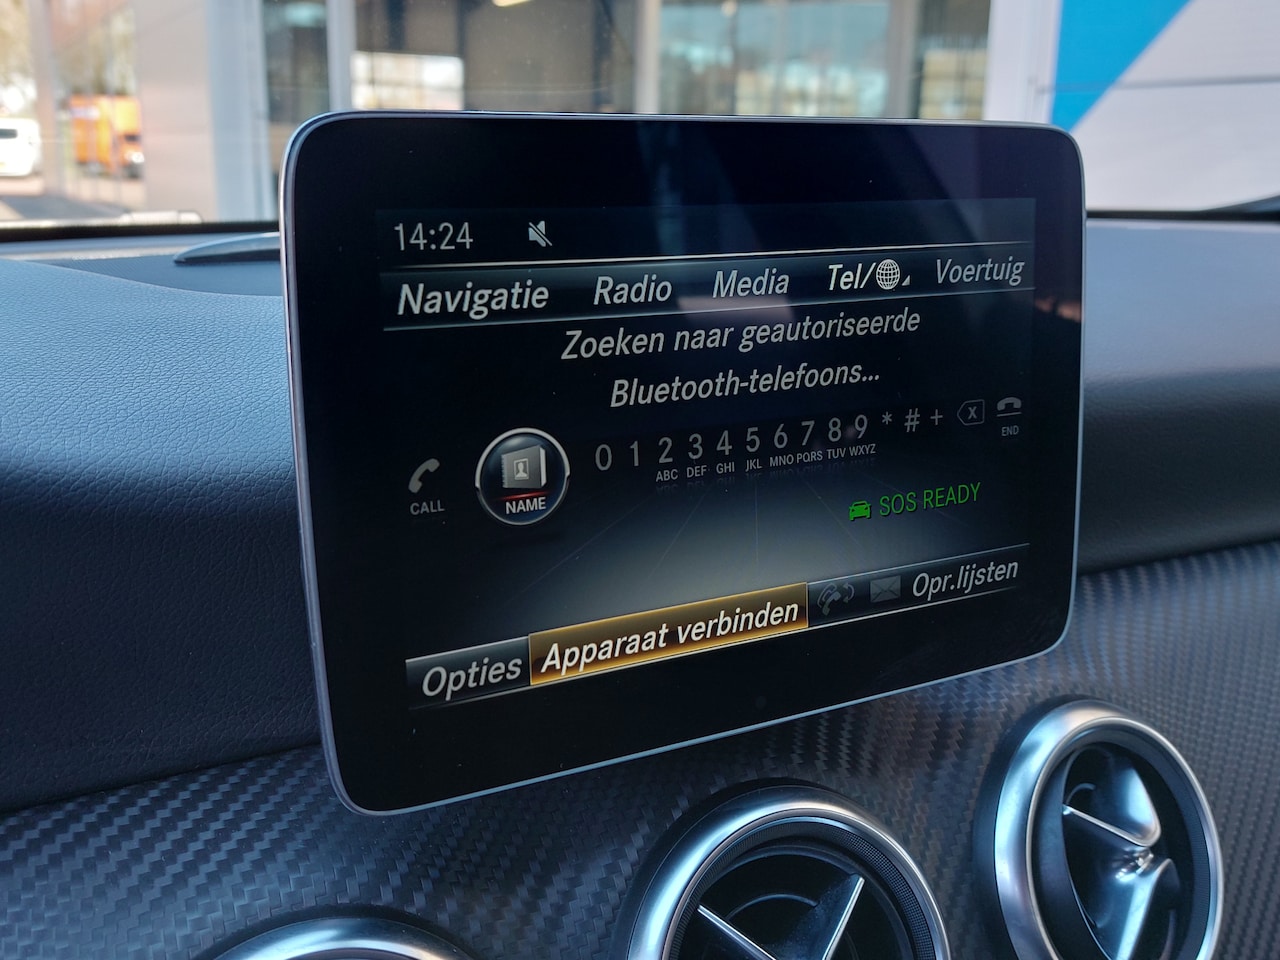 14:24
Navigatie Radio Media Tel/ Voertuig
Zoeken naar geautoriseerde
Bluetooth-telefoons...
CALL NAME 0 1 2 3 4 5 6 7 8 9 * # + X END
ABC DEF GHI JKL MNO PQRS TUV WXYZ
SOS READY
Opties Apparaat verbinden Opr.lijsten